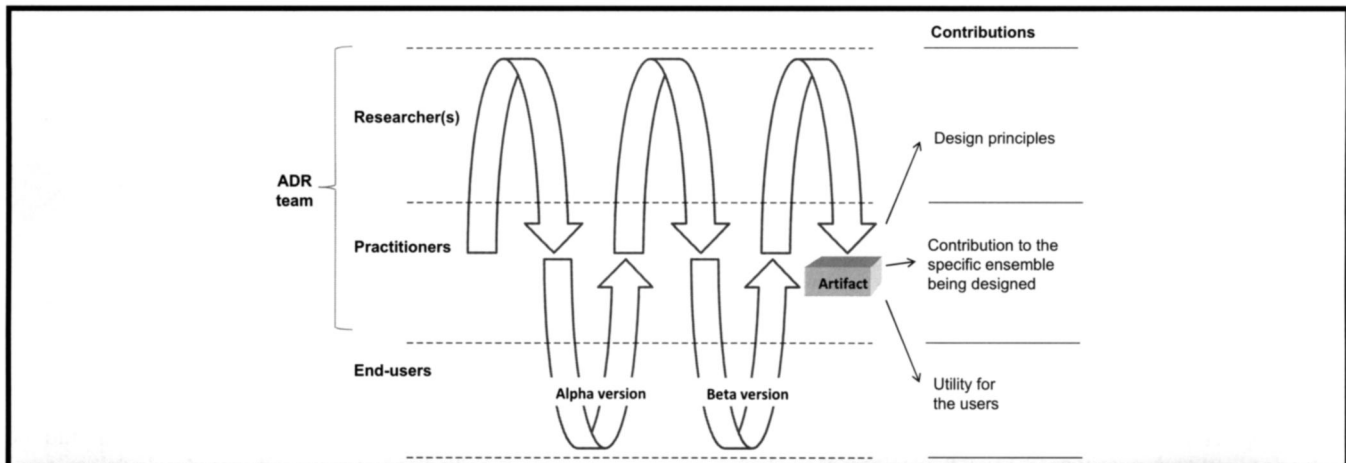 Contributions
Researcher(s)
Design principles
ADR
team
Practitioners
Contribution to the
specific ensemble
being designed
Artifact
End-users
Alpha version
Beta version
Utility for
the users